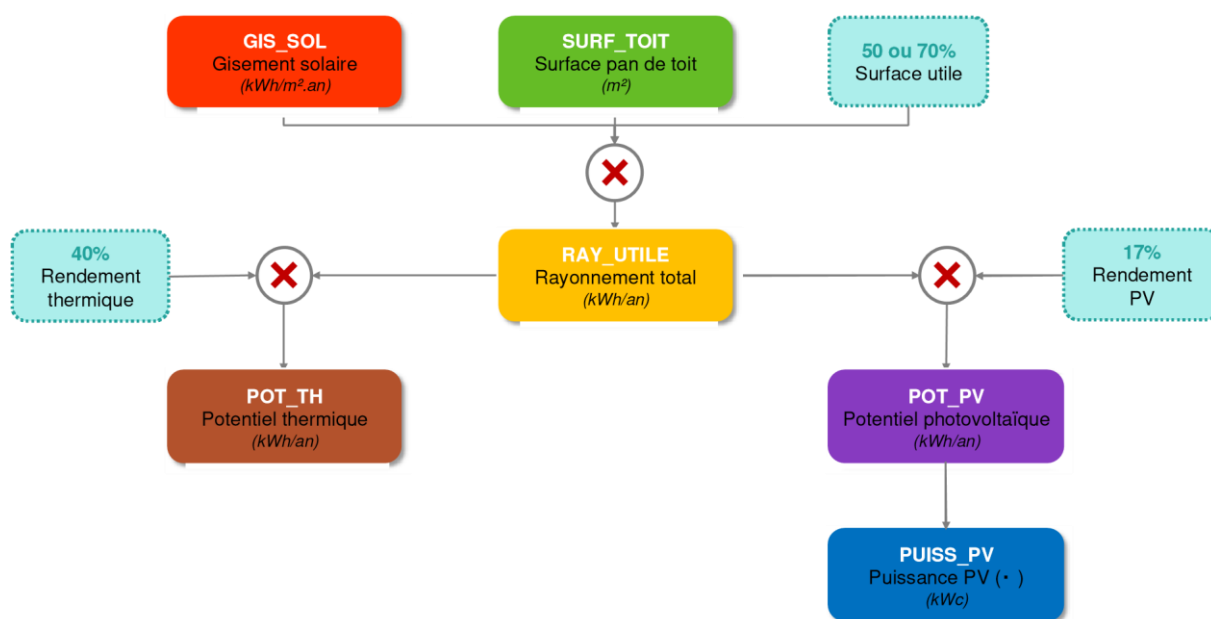 GIS_SOL
Gisement solaire
(kWh/m².an)
SURF_TOIT
Surface pan de toit
(m²)
50 ou 70%
Surface utile
40%
Rendement
thermique
RAY_UTILE
Rayonnement total
(kWh/an)
17%
Rendement
PV
POT_TH
Potentiel thermique
(kWh/an)
POT_PV
Potentiel photovoltaïque
(kWh/an)
PUISS_PV
Puissance PV (· )
(kWc)